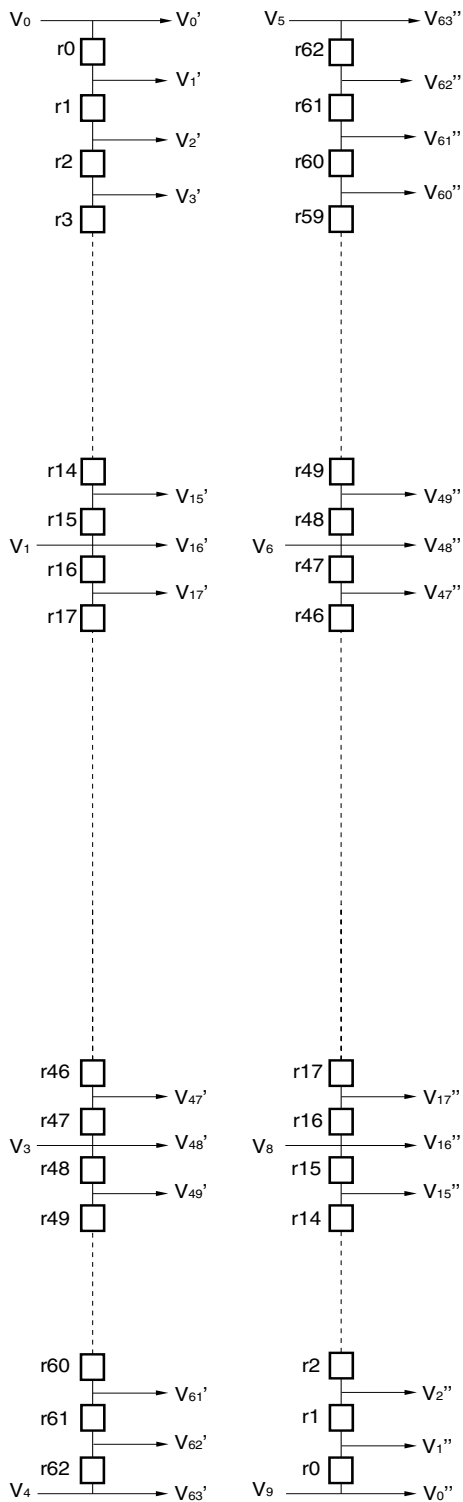 V0 V0’
r0
V1’
r1
V2’
r2
V3’
r3
r14
V15’
r15
V1 V16’
r16
V17’
r17
r46
V47’
r47
V3 V48’
r48
V49’
r49
r60
V61’
r61
V62’
r62
V4 V63’
V5 V63’’
r62
V62’’
r61
V61’’
r60
V60’’
r59
r49
V49’’
r48
V6 V48’’
r47
V47’’
r46
r17
V17’’
r16
V8 V16’’
r15
V15’’
r14
r2
V2’’
r1
V1’’
r0
V9 V0’’